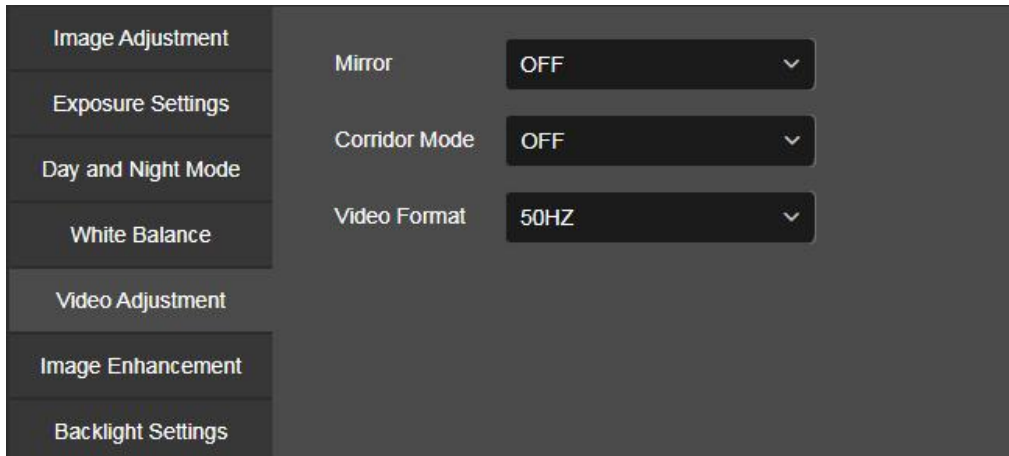 Image Adjustment
Exposure Settings
Day and Night Mode
White Balance
Video Adjustment
Image Enhancement
Backlight Settings
Mirror OFF
Corridor Mode OFF
Video Format 50HZ